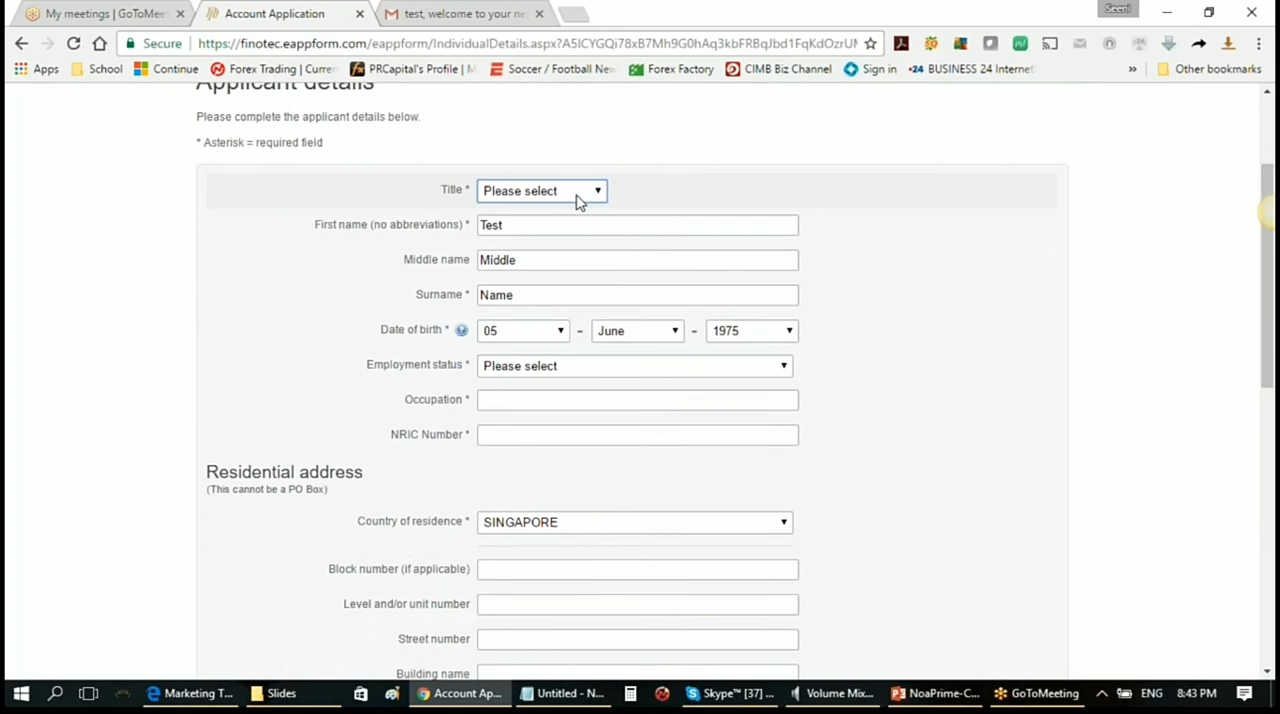 My meetings | GoToMee
Account Application
test, welcome to your ne
Seeni
Secure
https://finotec.eappform.com/eappform/IndividualDetails.aspx?A5ICYGQi78xB7Mh9G0hAq3kbFRBqJbd1FqKdOzrUM
Apps
School
Continue
Forex Trading | Curre
PRCapital's Profile | M
Soccer / Football New
Forex Factory
CIMB Biz Channel
Sign in
BUSINESS 24 Internet
»
Other bookmarks
Applicant details
Please complete the applicant details below.
* Asterisk = required field
Title * Please select
First name (no abbreviations) * Test
Middle name Middle
Surname * Name
Date of birth * 05 - June - 1975
Employment status * Please select
Occupation *
NRIC Number *
Residential address
(This cannot be a PO Box)
Country of residence * SINGAPORE
Block number (if applicable)
Level and/or unit number
Street number
Building name
Marketing T...
Slides
Account Ap...
Untitled - N...
Skype™ [37] ...
Volume Mix...
NoaPrime-C...
GoToMeeting
ENG
8:43 PM